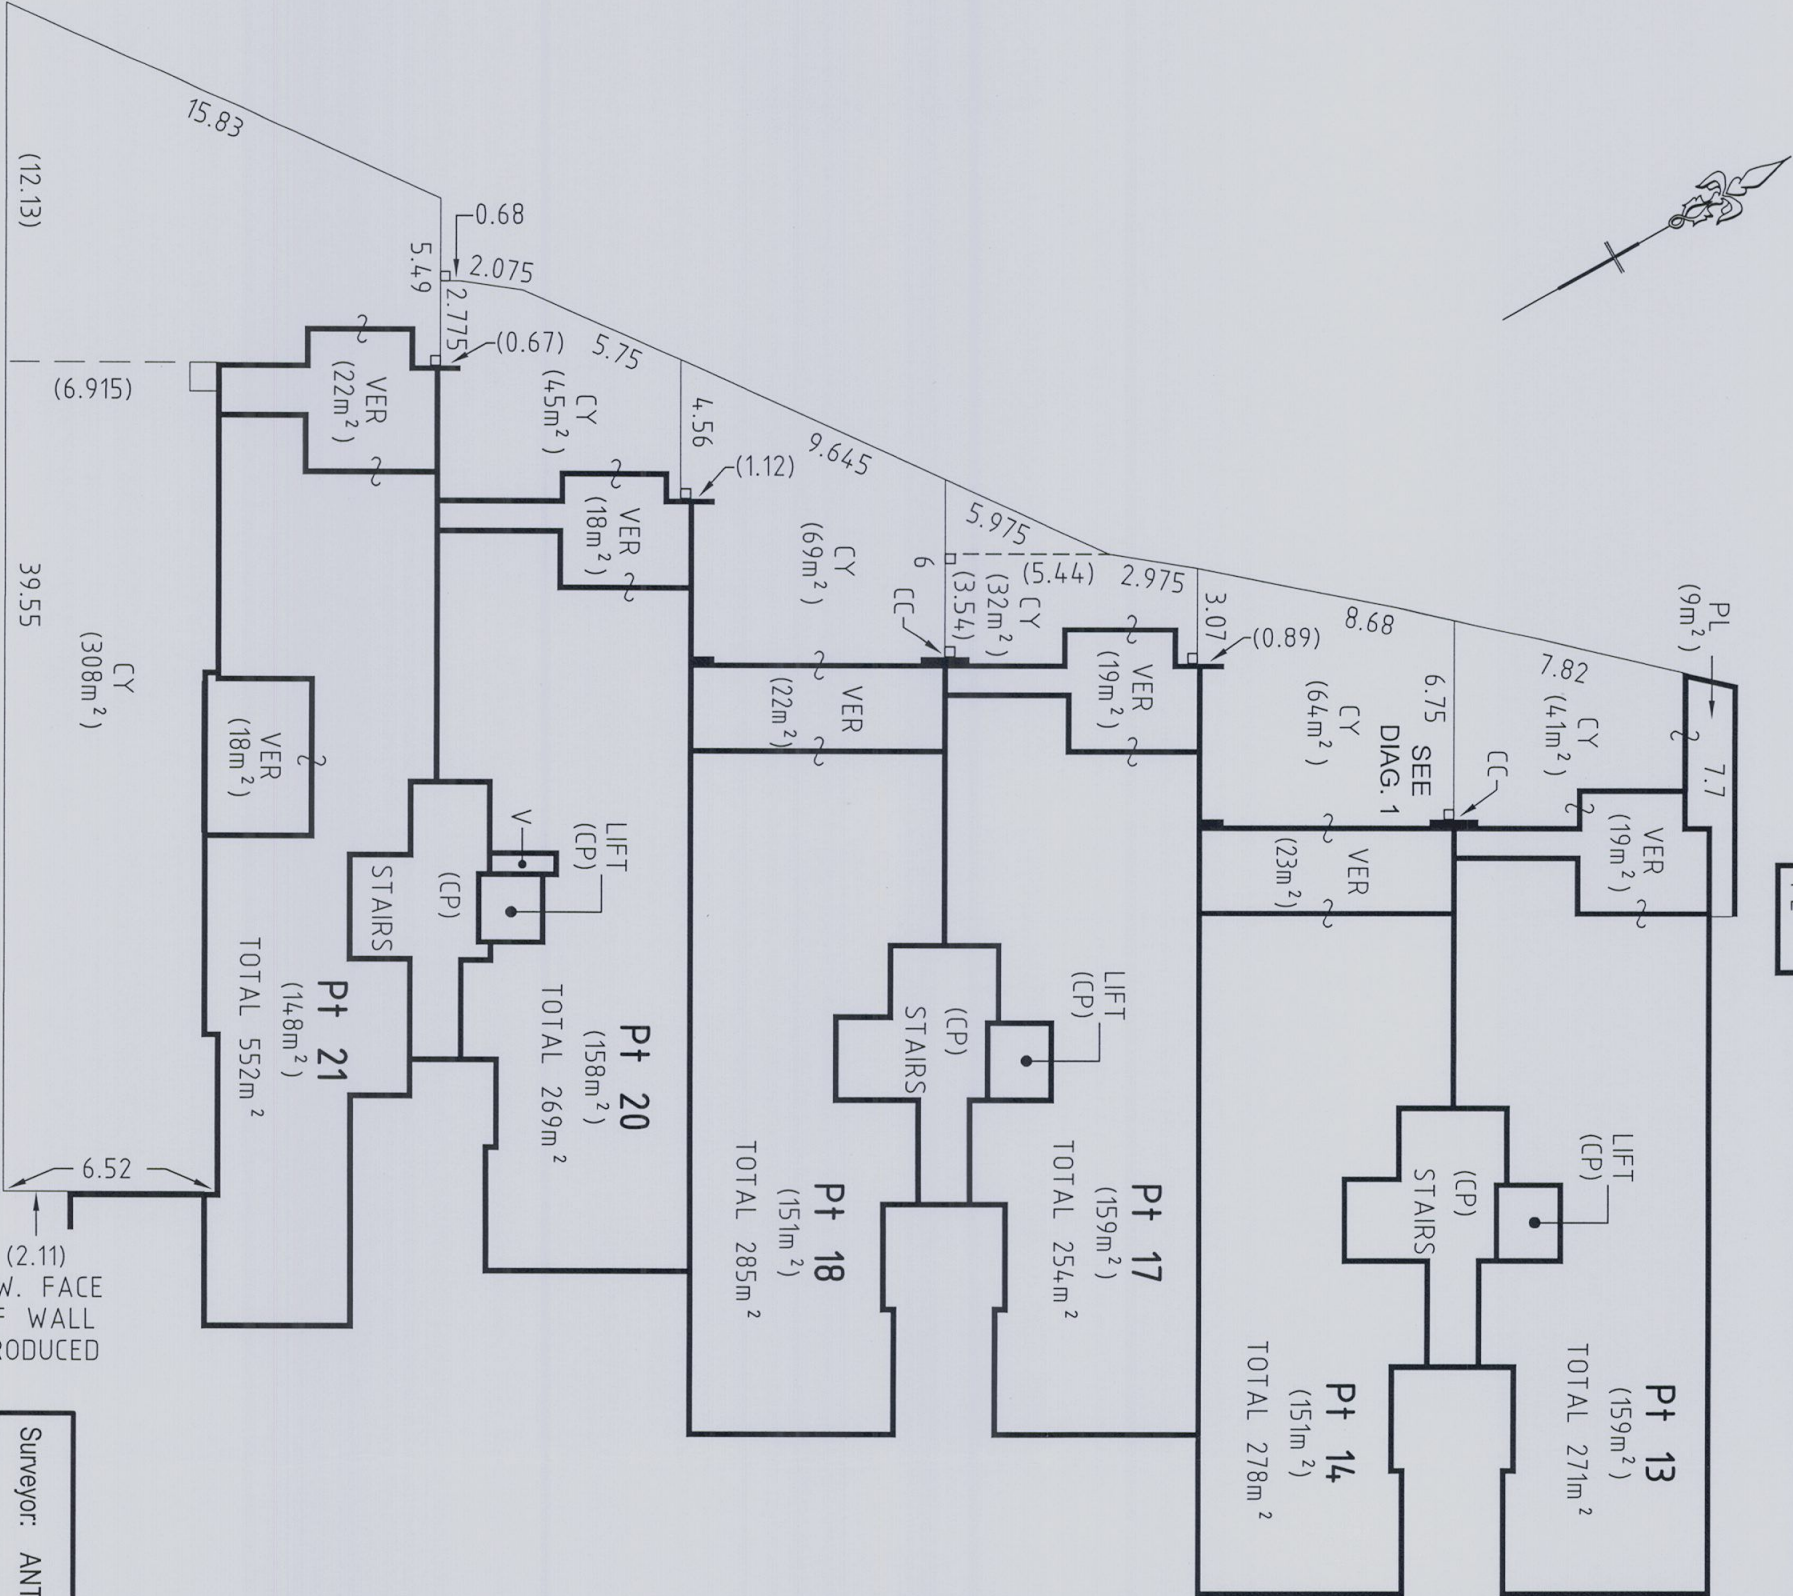 15.83
(12.13)
0.68
2.075
5.49
2.775
(0.67)
5.75
(6.915)
VER
(22m²)
CY
(45m²)
4.56
(1.12)
9.645
VER
(18m²)
CY
(69m²)
5.975
6
CC
(3.54)
CY
(32m²)
(5.44)
2.975
3.07
(0.89)
8.68
PL
(9m²)
7.82
6.75
7.7
39.55
CY
(308m²)
VER
(18m²)
VER
(22m²)
VER
(19m²)
CY
(64m²)
SEE
DIAG. 1
CC
CY
(41m²)
VER
(23m²)
VER
(19m²)
V
LIFT
(CP)
(CP)
STAIRS
Pt 21
(148m²)
TOTAL 552m²
Pt 20
(158m²)
TOTAL 269m²
LIFT
(CP)
(CP)
STAIRS
Pt 18
(151m²)
TOTAL 285m²
Pt 17
(159m²)
TOTAL 254m²
LIFT
(CP)
(CP)
STAIRS
Pt 14
(151m²)
TOTAL 278m²
Pt 13
(159m²)
TOTAL 271m²
6.52
(2.11)
W. FACE
WALL
RODUCED
Surveyor: ANT